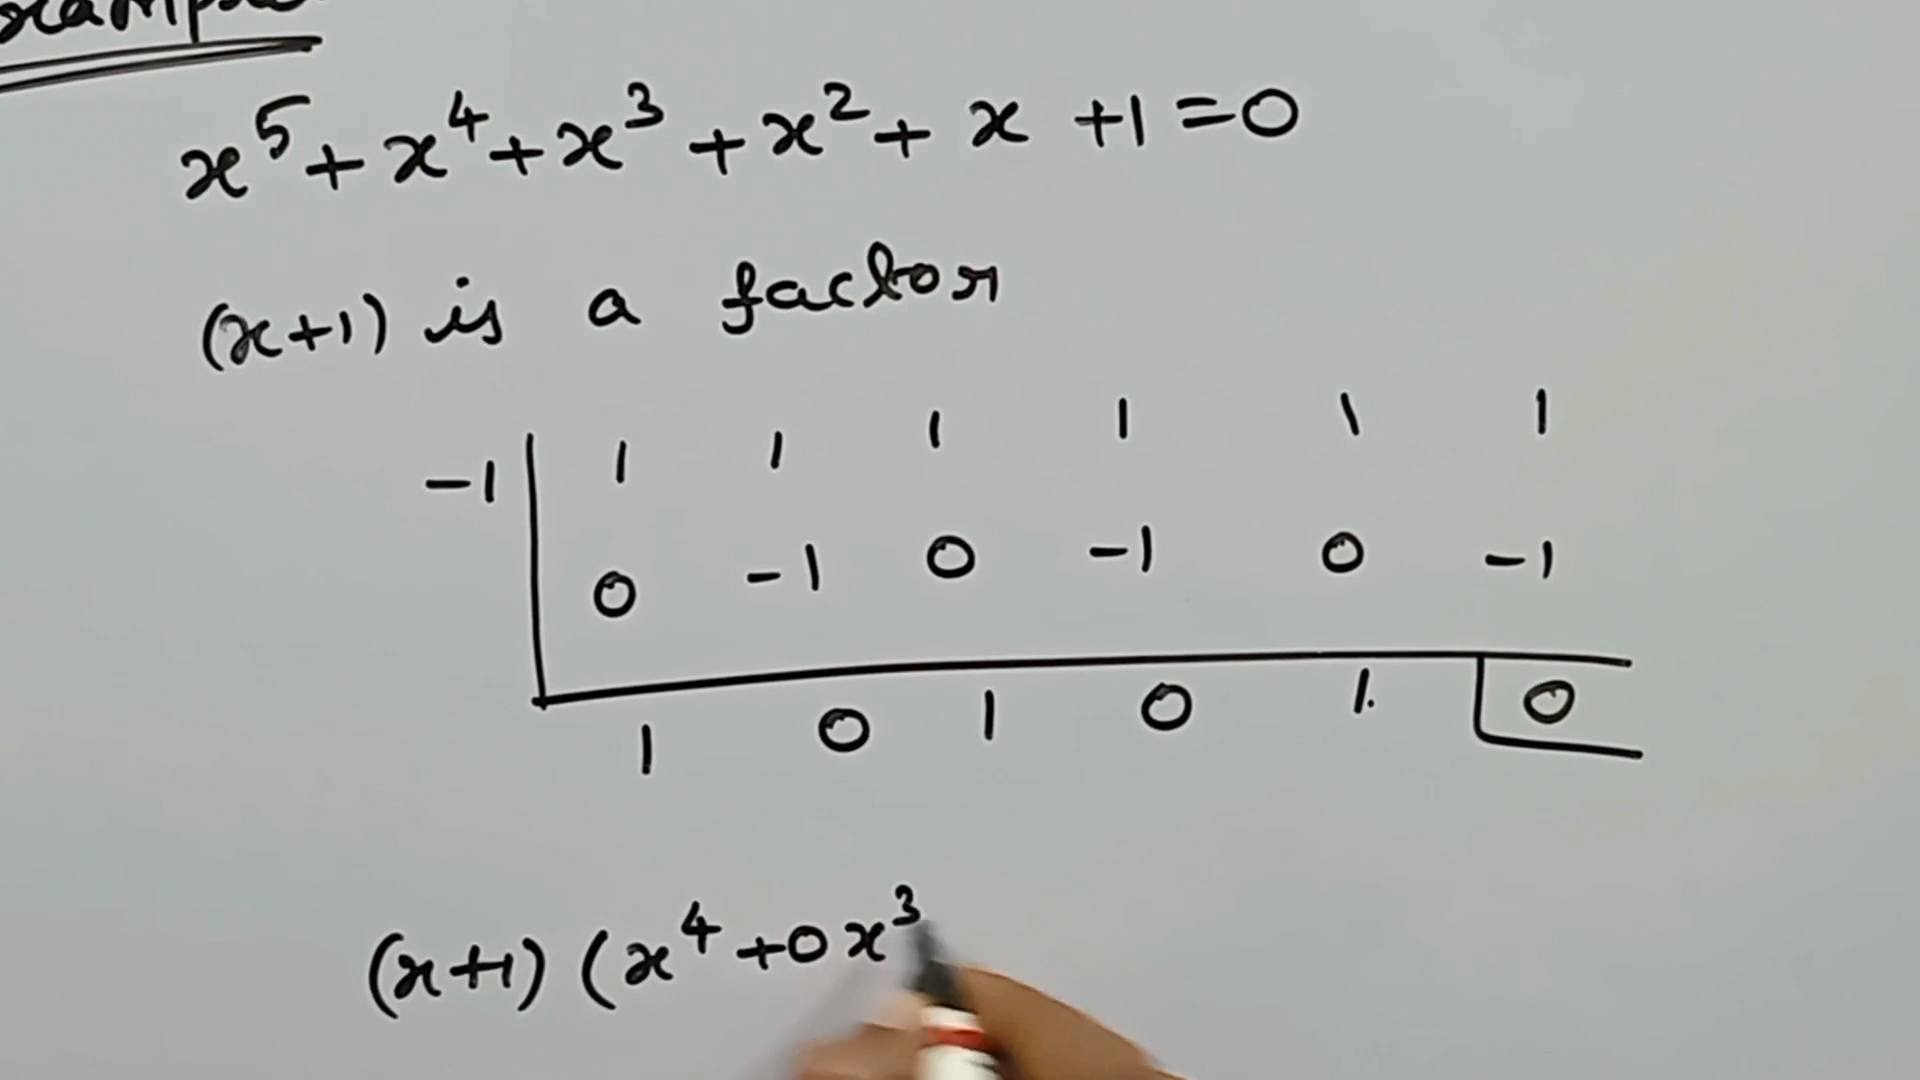 x⁵ + x⁴ + x³ + x² + x + 1 = 0
(x+1) is a factor
-1 | 1 1 1 1 1 1
0 -1 0 -1 0 -1
1 0 1 0 1. 0
(x+1) (x⁴ + 0x³